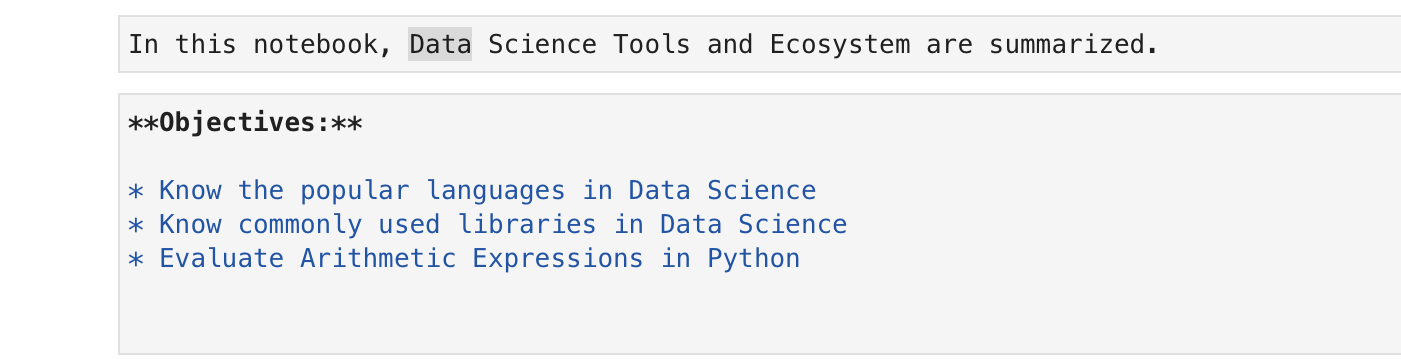 In this notebook, Data Science Tools and Ecosystem are summarized.
**Objectives:**
* Know the popular languages in Data Science
* Know commonly used libraries in Data Science
* Evaluate Arithmetic Expressions in Python